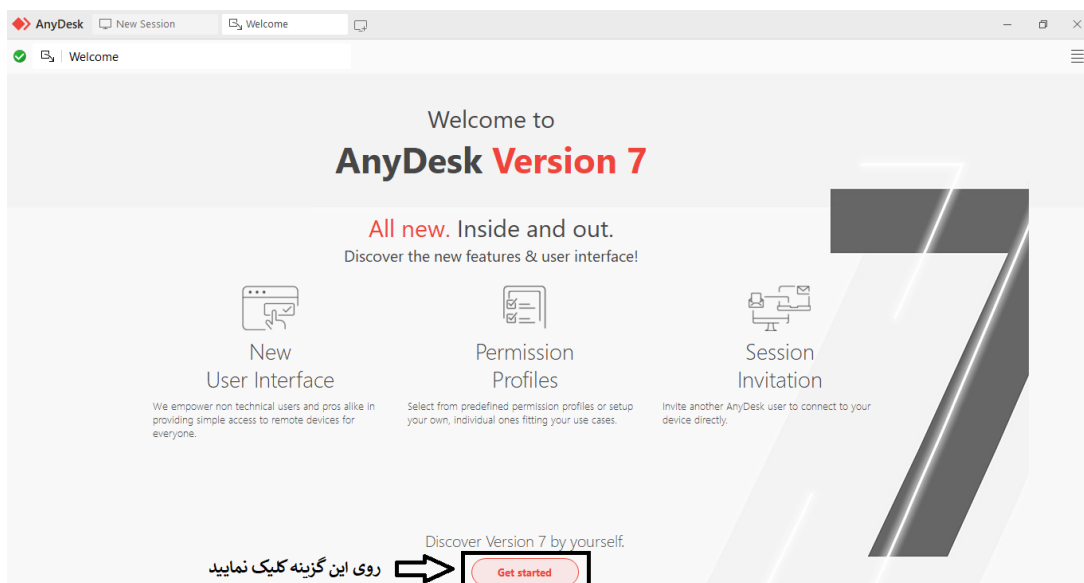 AnyDesk New Session Welcome
Welcome
Welcome to
AnyDesk Version 7
All new. Inside and out.
Discover the new features & user interface!
New
User Interface
We empower non technical users and pros alike in
providing simple access to remote devices for
everyone.
Permission
Profiles
Select from predefined permission profiles or setup
your own, individual ones fitting your use cases.
Session
Invitation
Invite another AnyDesk user to connect to your
device directly.
7
Discover Version 7 by yourself.
روی این گزینه کلیک نمایید
Get started